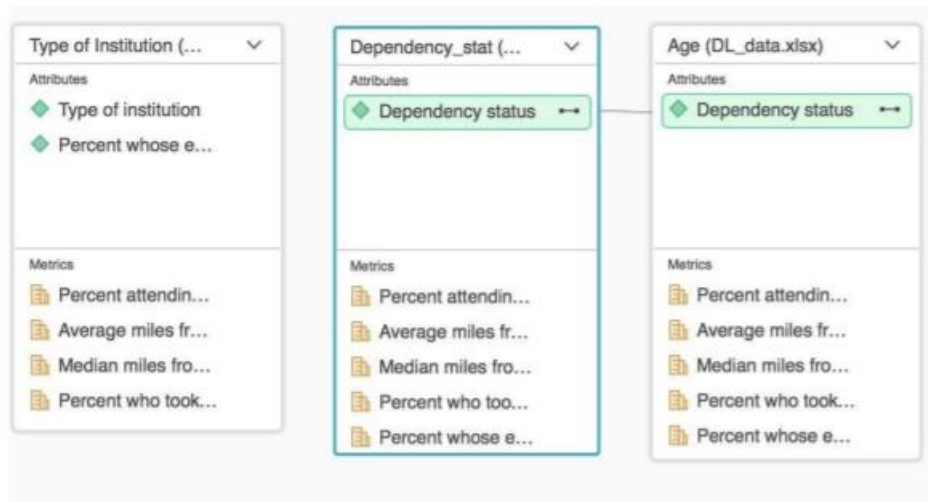 Type of Institution (...
Attributes
Type of institution
Percent whose e...
Metrics
Percent attendin...
Average miles fr...
Median miles fro...
Percent who took...
Dependency_stat (...
Attributes
Dependency status
Metrics
Percent attendin...
Average miles fr...
Median miles fro...
Percent who too...
Percent whose e...
Age (DL_data.xlsx)
Attributes
Dependency status
Metrics
Percent attendin...
Average miles fr...
Median miles fro...
Percent who took...
Percent whose e...